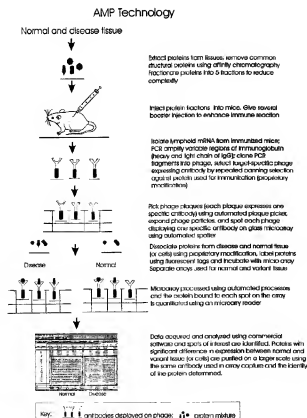 AMP Technology
Normal and disease tissue
Extract proteins from tissues; remove common
structural proteins using affinity chromatography
Fractionate proteins into 5 fractions to reduce
complexity
Inject protein fractions into mice. Give several
booster injection to enhance immune reaction
Isolate lymphoid mRNA from immunized mice;
PCR amplify variable regions of immunoglobulin
(heavy and light chain of IgG); clone PCR
fragments into phage, select target-specific phage
expressing antibody by repeated panning selection
against protein used for immunization (proprietary
modification)
Pick phage plaques (each plaque expresses one
specific antibody) using automated plaque picker,
expand phage particles, and spot each phage
displaying one specific antibody on glass microarray
using automated spotter
Dissociate proteins from disease and normal tissue
(or cells) using proprietary modification, label proteins
using fluorescent tags and incubate with micro array
Separate arrays used for normal and variant tissue
Disease
Normal
Microarray processed using automated processors
and the protein bound to each spot on the array
is quantitated using an microarray reader
Data acquired and analyzed using commercial
software and spots of interest are identified. Proteins with
significant difference in expression between normal and
variant tissue (or cells) are purified on a larger scale using
the same antibody used in array capture and the identity
of the protein determined.
Normal
Disease
Key:
antibodies displayed on phage;
protein mixture